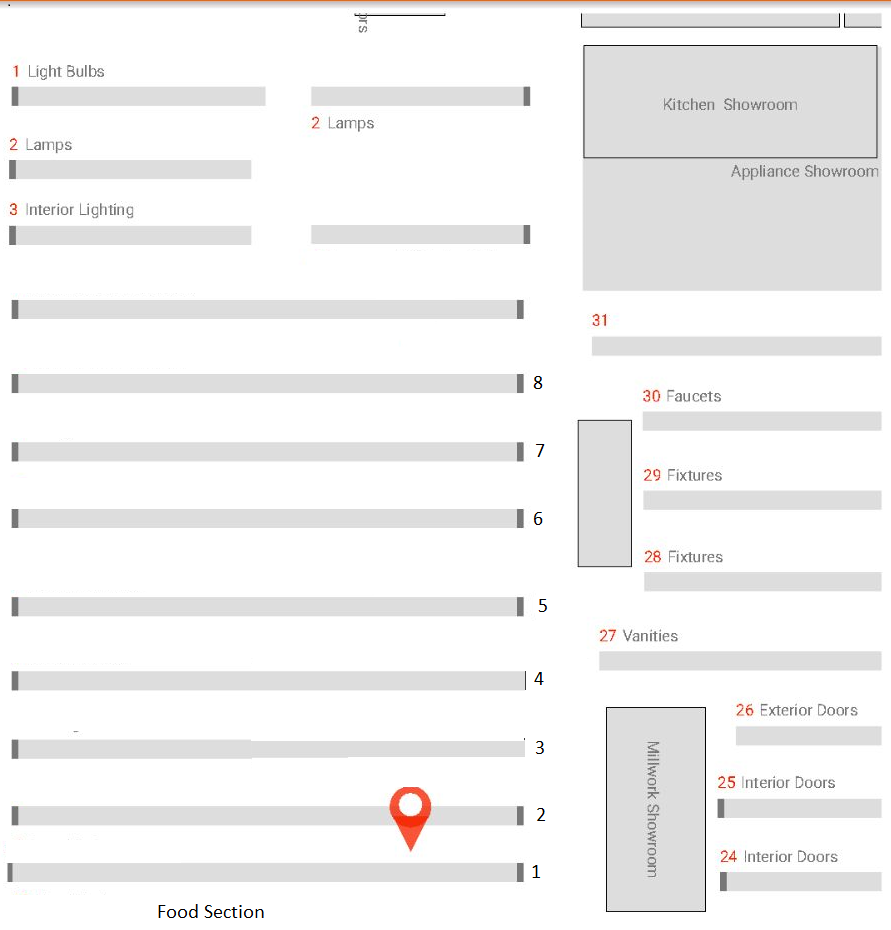 1 Light Bulbs
2 Lamps
2 Lamps
3 Interior Lighting
Kitchen Showroom
Appliance Showroom
31
8
30 Faucets
7
29 Fixtures
6
28 Fixtures
5
27 Vanities
4
26 Exterior Doors
3
Millwork Showroom
25 Interior Doors
2
24 Interior Doors
1
Food Section